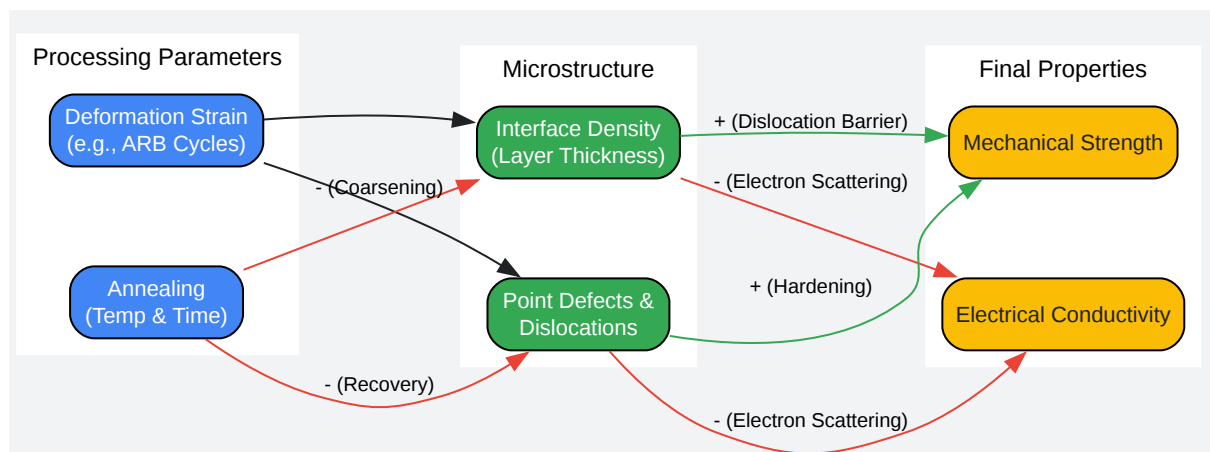 Processing Parameters
Deformation Strain
(e.g., ARB Cycles)
Annealing
(Temp & Time)
- (Coarsening)
- (Recovery)
Microstructure
Interface Density
(Layer Thickness)
Point Defects &
Dislocations
+ (Dislocation Barrier)
- (Electron Scattering)
+ (Hardening)
- (Electron Scattering)
Final Properties
Mechanical Strength
Electrical Conductivity